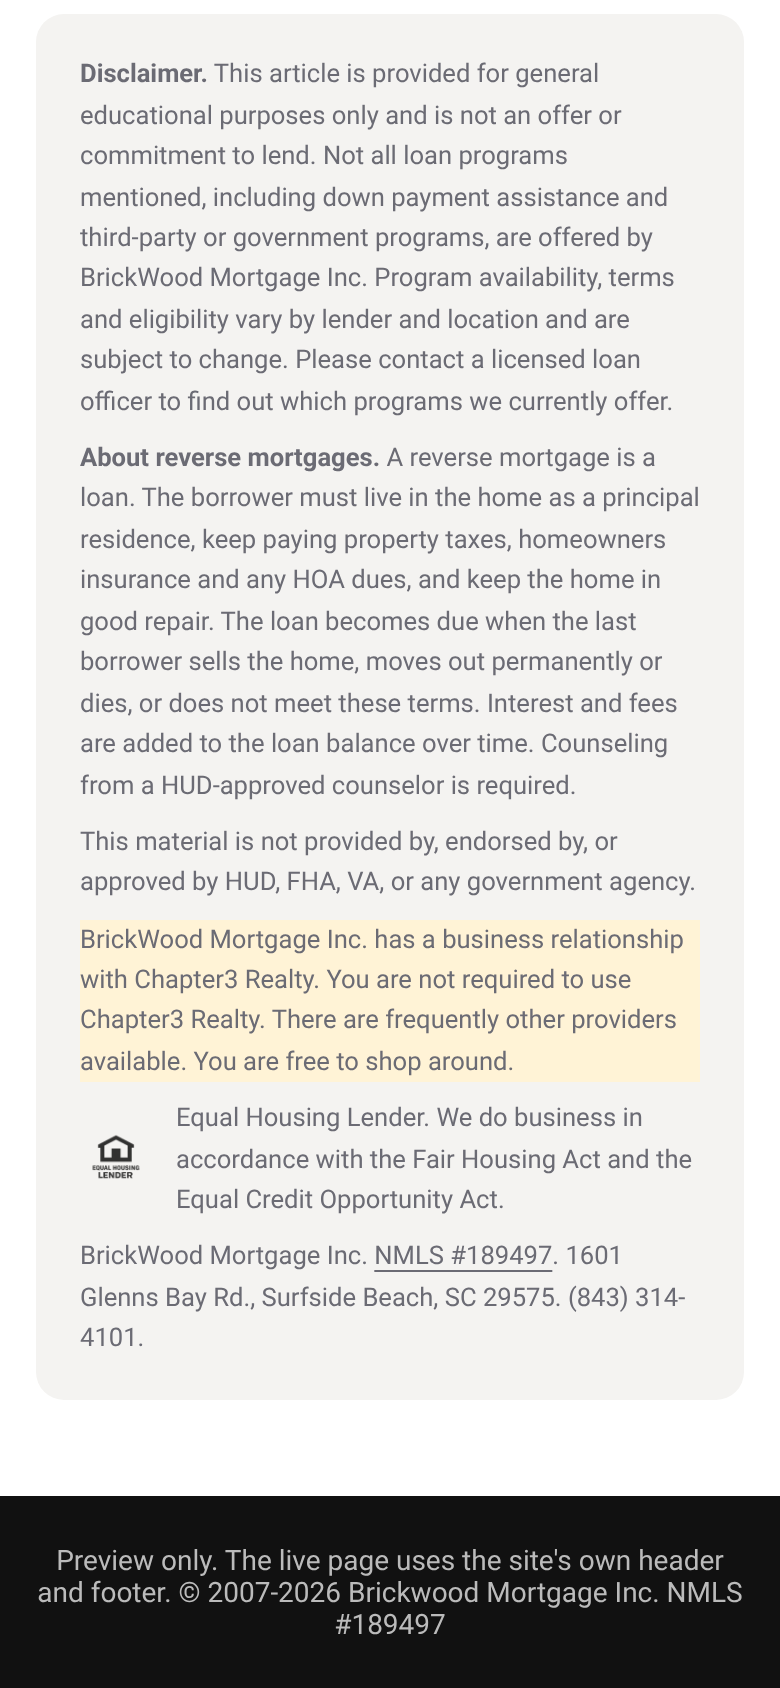 Disclaimer. This article is provided for general
educational purposes only and is not an offer or
commitment to lend. Not all loan programs
mentioned, including down payment assistance and
third-party or government programs, are offered by
BrickWood Mortgage Inc. Program availability, terms
and eligibility vary by lender and location and are
subject to change. Please contact a licensed loan
officer to find out which programs we currently offer.
About reverse mortgages. A reverse mortgage is a
loan. The borrower must live in the home as a principal
residence, keep paying property taxes, homeowners
insurance and any HOA dues, and keep the home in
good repair. The loan becomes due when the last
borrower sells the home, moves out permanently or
dies, or does not meet these terms. Interest and fees
are added to the loan balance over time. Counseling
from a HUD-approved counselor is required.
This material is not provided by, endorsed by, or
approved by HUD, FHA, VA, or any government agency.
BrickWood Mortgage Inc. has a business relationship
with Chapter3 Realty. You are not required to use
Chapter3 Realty. There are frequently other providers
available. You are free to shop around.
EQUAL HOUSING
LENDER
Equal Housing Lender. We do business in
accordance with the Fair Housing Act and the
Equal Credit Opportunity Act.
BrickWood Mortgage Inc. NMLS #189497. 1601
Glenns Bay Rd., Surfside Beach, SC 29575. (843) 314-
4101.
Preview only. The live page uses the site's own header
and footer. © 2007-2026 Brickwood Mortgage Inc. NMLS
#189497